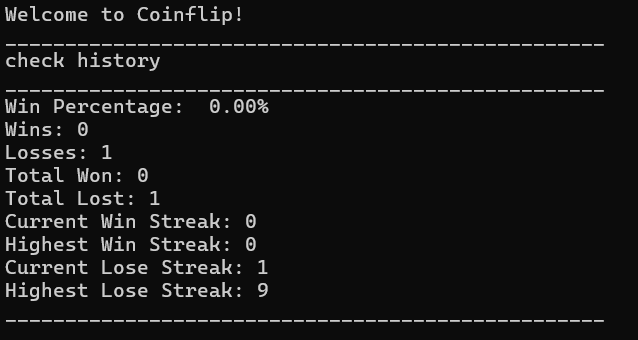 Welcome to Coinflip!
__________________________________________________
check history
__________________________________________________
Win Percentage:  0.00%
Wins: 0
Losses: 1
Total Won: 0
Total Lost: 1
Current Win Streak: 0
Highest Win Streak: 0
Current Lose Streak: 1
Highest Lose Streak: 9
__________________________________________________